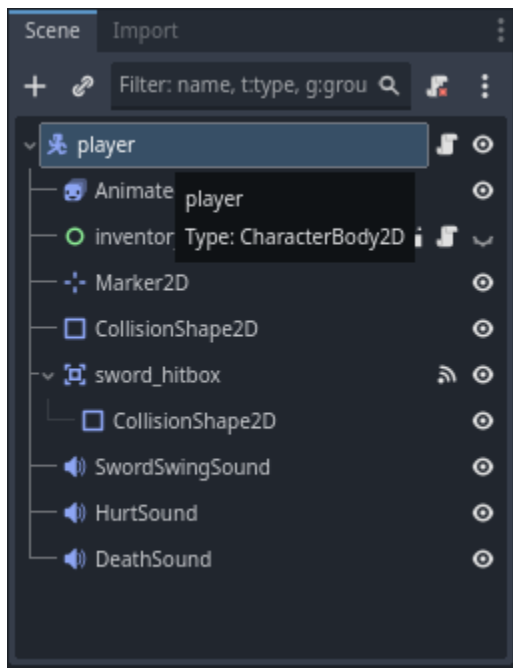 Scene Import
Filter: name, t:type, g:grou
player
Animate
player
inventor
Type: CharacterBody2D
Marker2D
CollisionShape2D
sword_hitbox
CollisionShape2D
SwordSwingSound
HurtSound
DeathSound